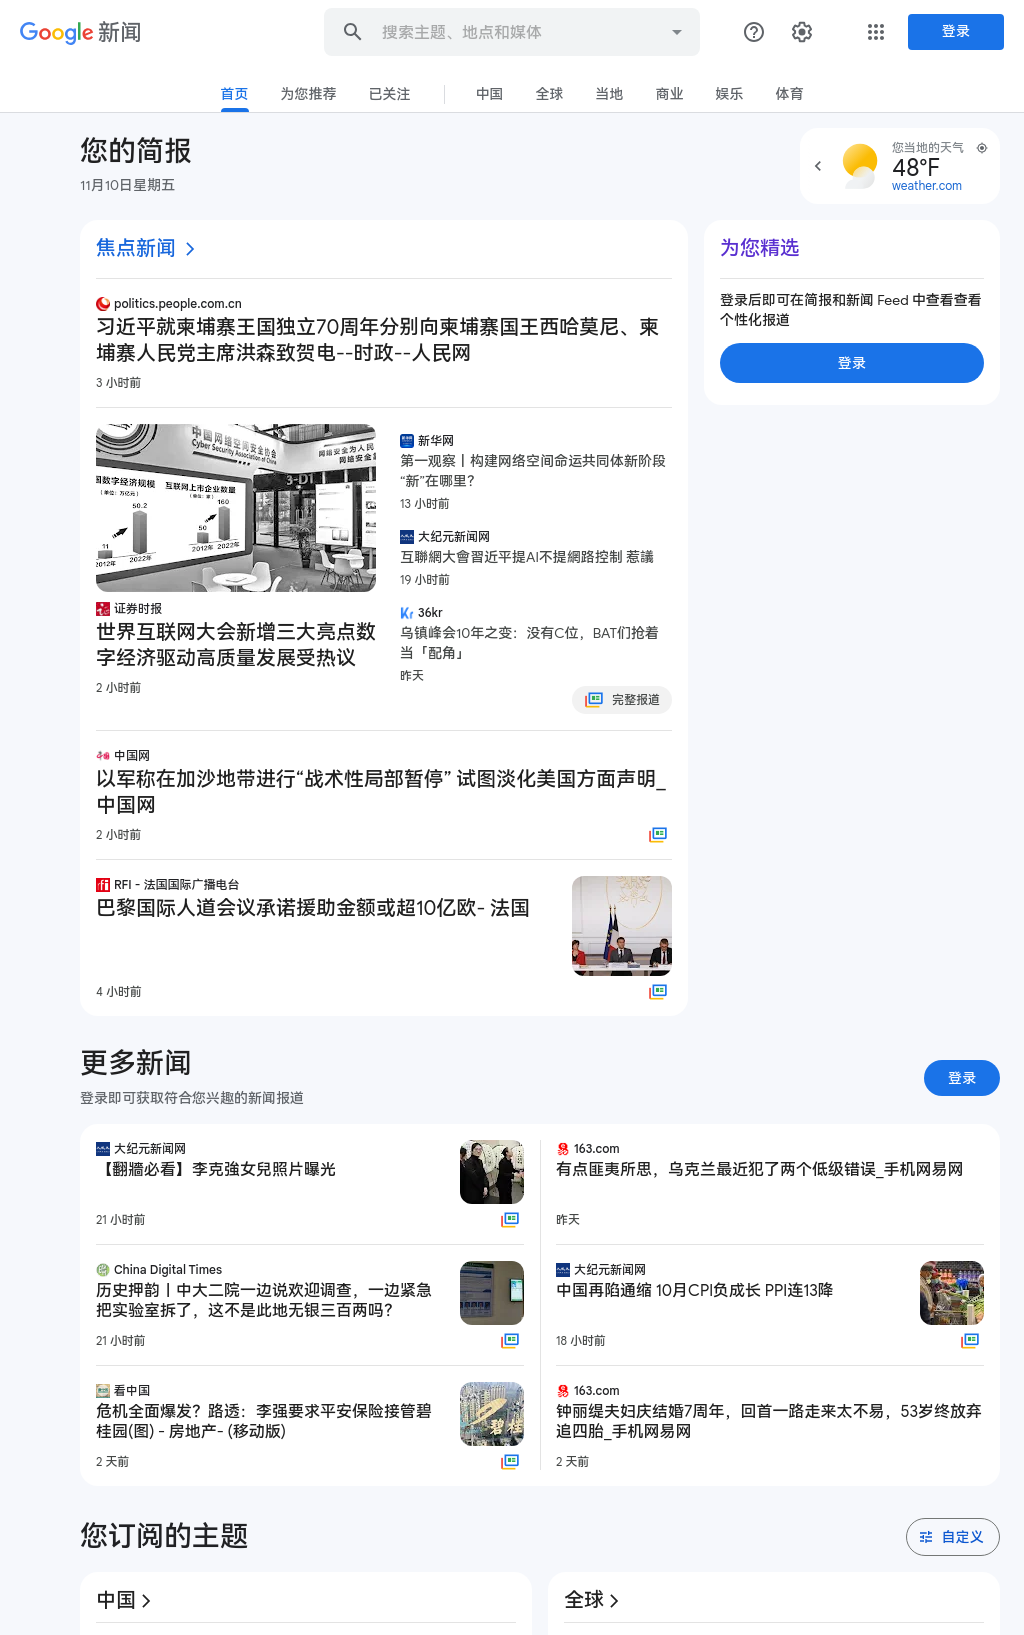 Google 新闻
搜索主题、地点和媒体
登录
首页
为您推荐
已关注
中国
全球
当地
商业
娱乐
体育
您的简报
11月10日星期五
您当地的天气
48°F
weather.com
焦点新闻
politics.people.com.cn
习近平就柬埔寨王国独立70周年分别向柬埔寨国王西哈莫尼、柬
埔寨人民党主席洪森致贺电--时政--人民网
3 小时前
中国网络空间安全协会
Cyber Security Association of China
网络安全为人民
网络安全
3-D1
国数字经济规模
(单位:万亿元)
互联网上市企业数量
(单位:家)
50.2
11
2012年 2022年
160
50
2012年 2022年
证券时报
世界互联网大会新增三大亮点数
字经济驱动高质量发展受热议
2 小时前
新华网
第一观察丨构建网络空间命运共同体新阶段
“新”在哪里？
13 小时前
大纪元新闻网
互聯網大會習近平提AI不提網路控制 惹議
19 小时前
36kr
乌镇峰会10年之变：没有C位，BAT们抢着
当「配角」
昨天
完整报道
中国网
以军称在加沙地带进行“战术性局部暂停” 试图淡化美国方面声明_
中国网
2 小时前
RFI - 法国国际广播电台
巴黎国际人道会议承诺援助金额或超10亿欧- 法国
4 小时前
为您精选
登录后即可在简报和新闻 Feed 中查看查看
个性化报道
登录
更多新闻
登录即可获取符合您兴趣的新闻报道
登录
大纪元新闻网
【翻牆必看】李克強女兒照片曝光
21 小时前
China Digital Times
历史押韵丨中大二院一边说欢迎调查，一边紧急
把实验室拆了，这不是此地无银三百两吗？
21 小时前
看中国
危机全面爆发？路透：李强要求平安保险接管碧
桂园(图) - 房地产- (移动版)
2 天前
碧桂
163.com
有点匪夷所思，乌克兰最近犯了两个低级错误_手机网易网
昨天
大纪元新闻网
中国再陷通缩 10月CPI负成长 PPI连13降
18 小时前
163.com
钟丽缇夫妇庆结婚7周年，回首一路走来太不易，53岁终放弃
追四胎_手机网易网
2 天前
您订阅的主题
自定义
中国
全球